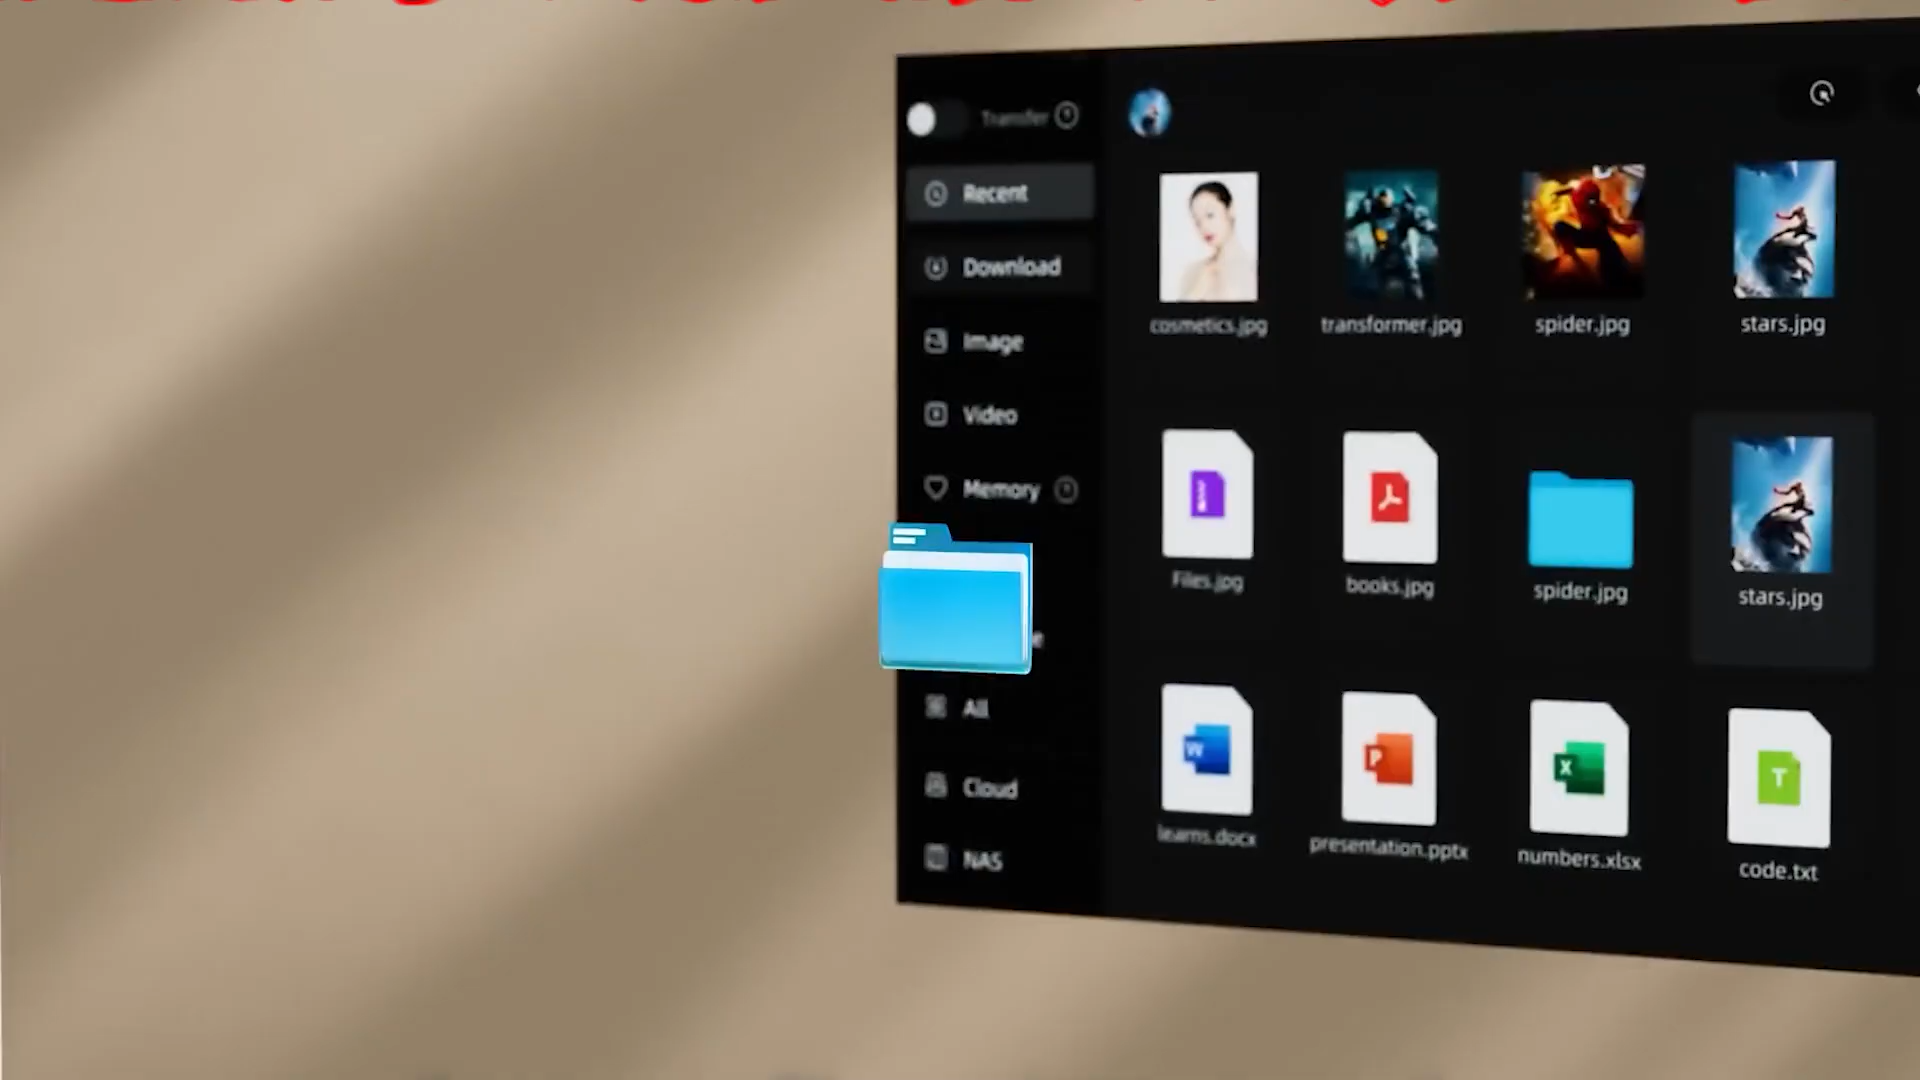 Transfer
Recent
Download
Image
Video
Memory
All
Cloud
NAS
cosmetics.jpg
transformer.jpg
spider.jpg
stars.jpg
Files.jpg
books.jpg
spider.jpg
stars.jpg
W
P
X
T
learns.docx
presentation.pptx
numbers.xlsx
code.txt